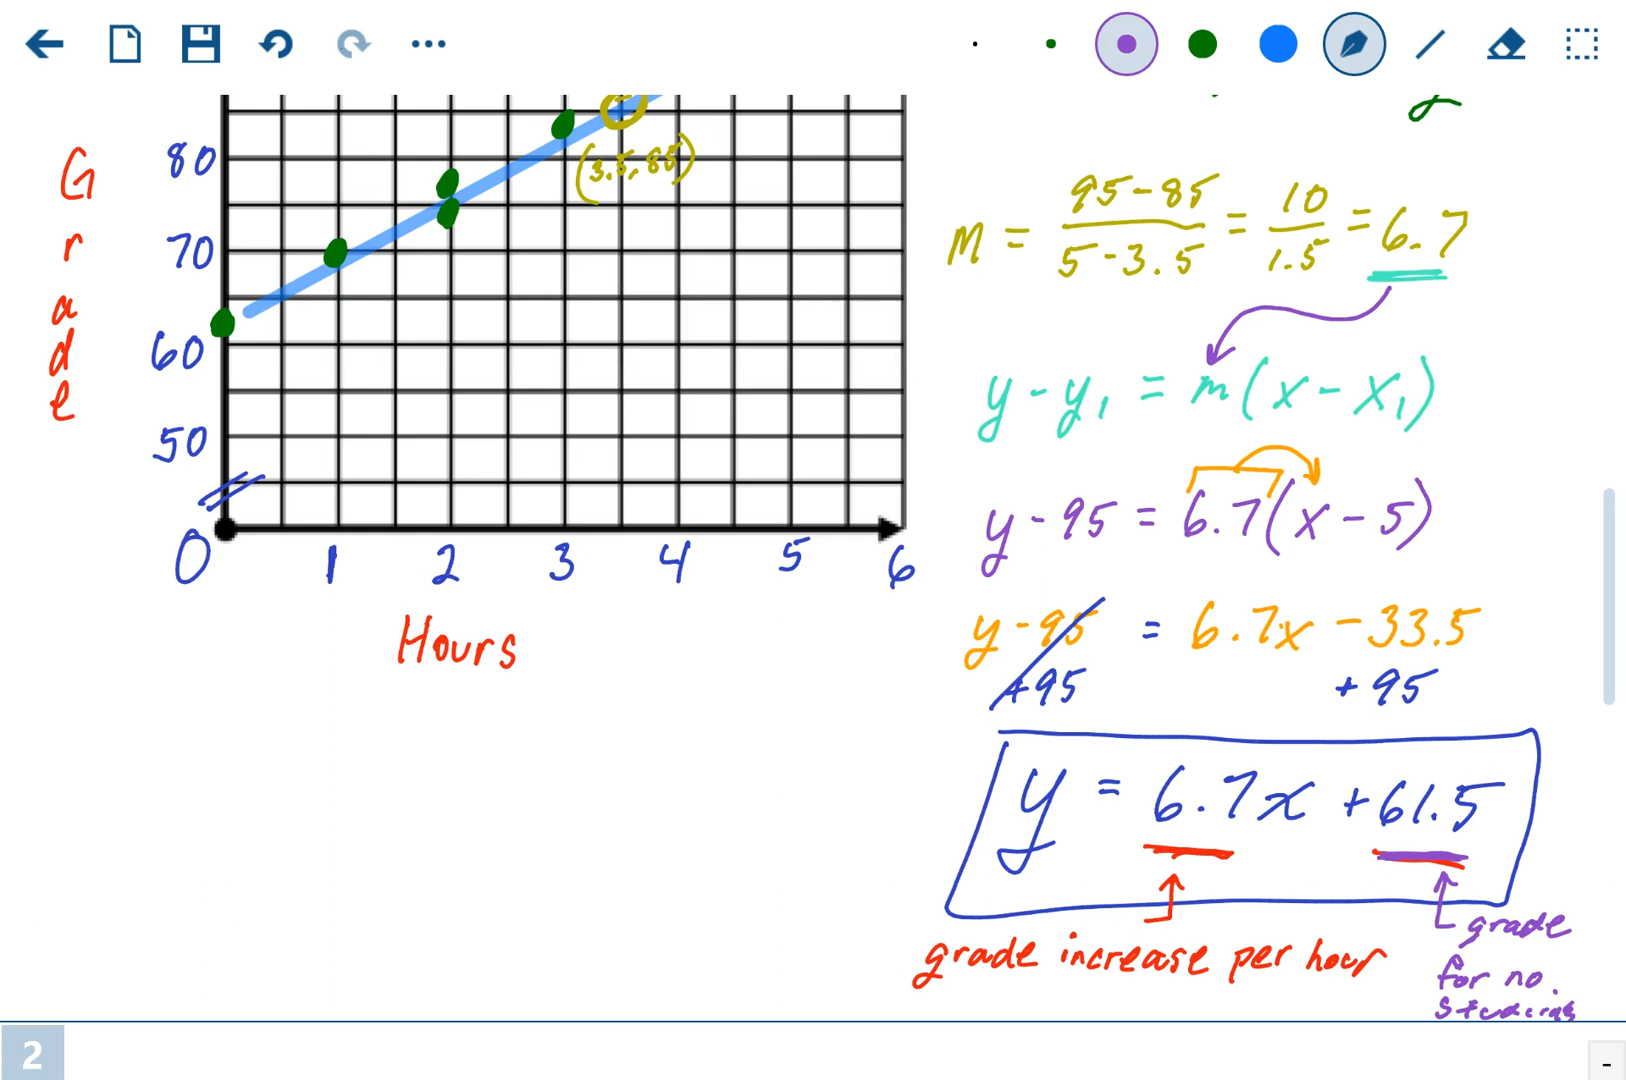 Grade
80
70
60
50
0 1 2 3 4 5 6
(3.5, 85)
Hours
m = 95-85 / 5-3.5 = 10 / 1.5 = 6.7
y - y₁ = m(x - x₁)
y - 95 = 6.7(x - 5)
y - 95 = 6.7x - 33.5
+95 +95
y = 6.7x + 61.5
grade increase per hour
grade
for no
studying
2